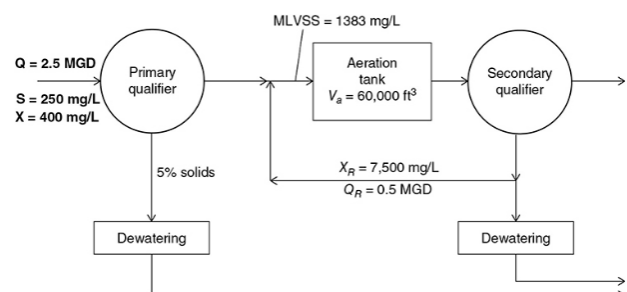 MLVSS = 1383 mg/L
Q = 2.5 MGD
S = 250 mg/L
X = 400 mg/L
Primary
qualifier
Aeration
tank
Va = 60,000 ft³
Secondary
qualifier
5% solids
XR = 7,500 mg/L
QR = 0.5 MGD
Dewatering
Dewatering